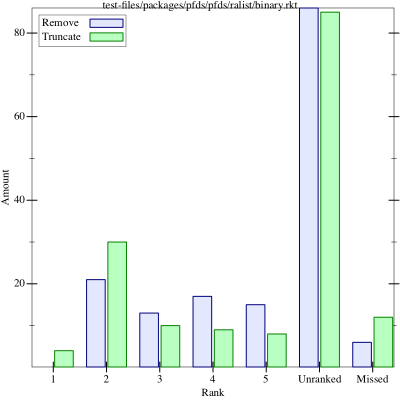 test-files/packages/pfds/pfds/ralist/binary.rkt
Remove
Truncate
80
60
40
20
Amount
1 2 3 4 5 Unranked Missed
Rank